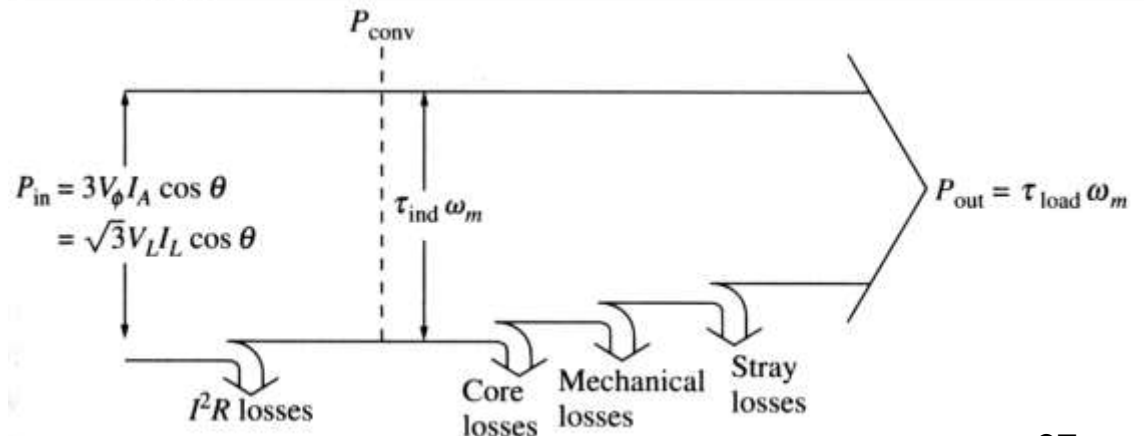 P_conv
P_in = 3V_ϕ I_A cos θ
= √3V_L I_L cos θ
τ_ind ω_m
P_out = τ_load ω_m
I²R losses
Core
losses
Mechanical
losses
Stray
losses